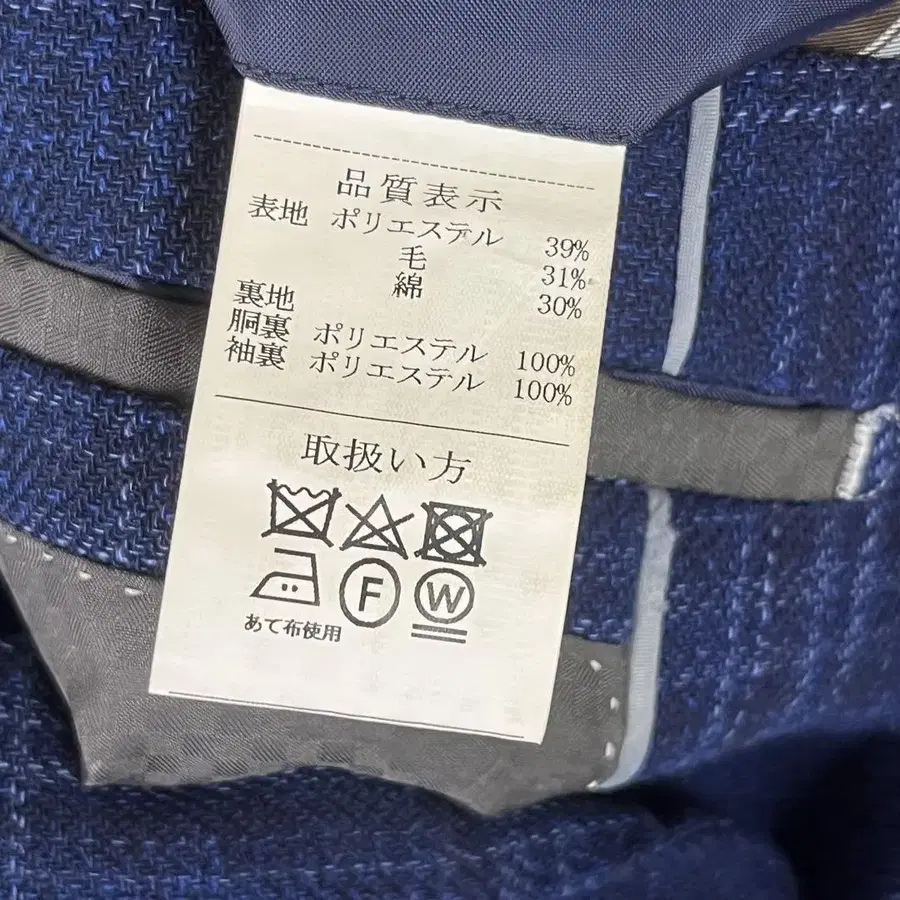 品質表示
表地 ポリエステル 39%
毛 31%
綿 30%
裏地
胴裏 ポリエステル 100%
袖裏 ポリエステル 100%
取扱い方
F W
あて布使用